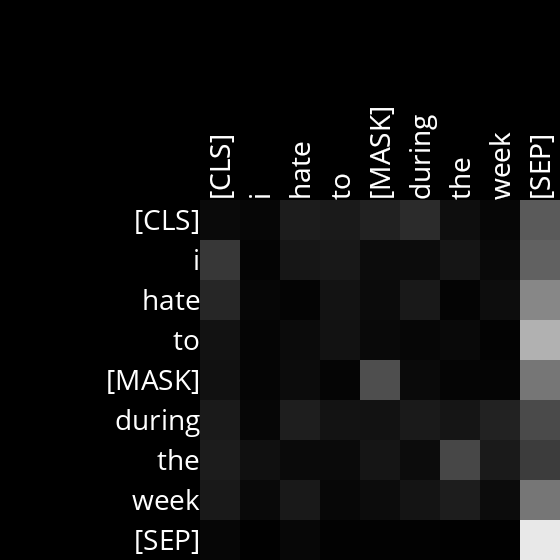 [CLS] i hate to [MASK] during the week [SEP]
[CLS]
i
hate
to
[MASK]
during
the
week
[SEP]